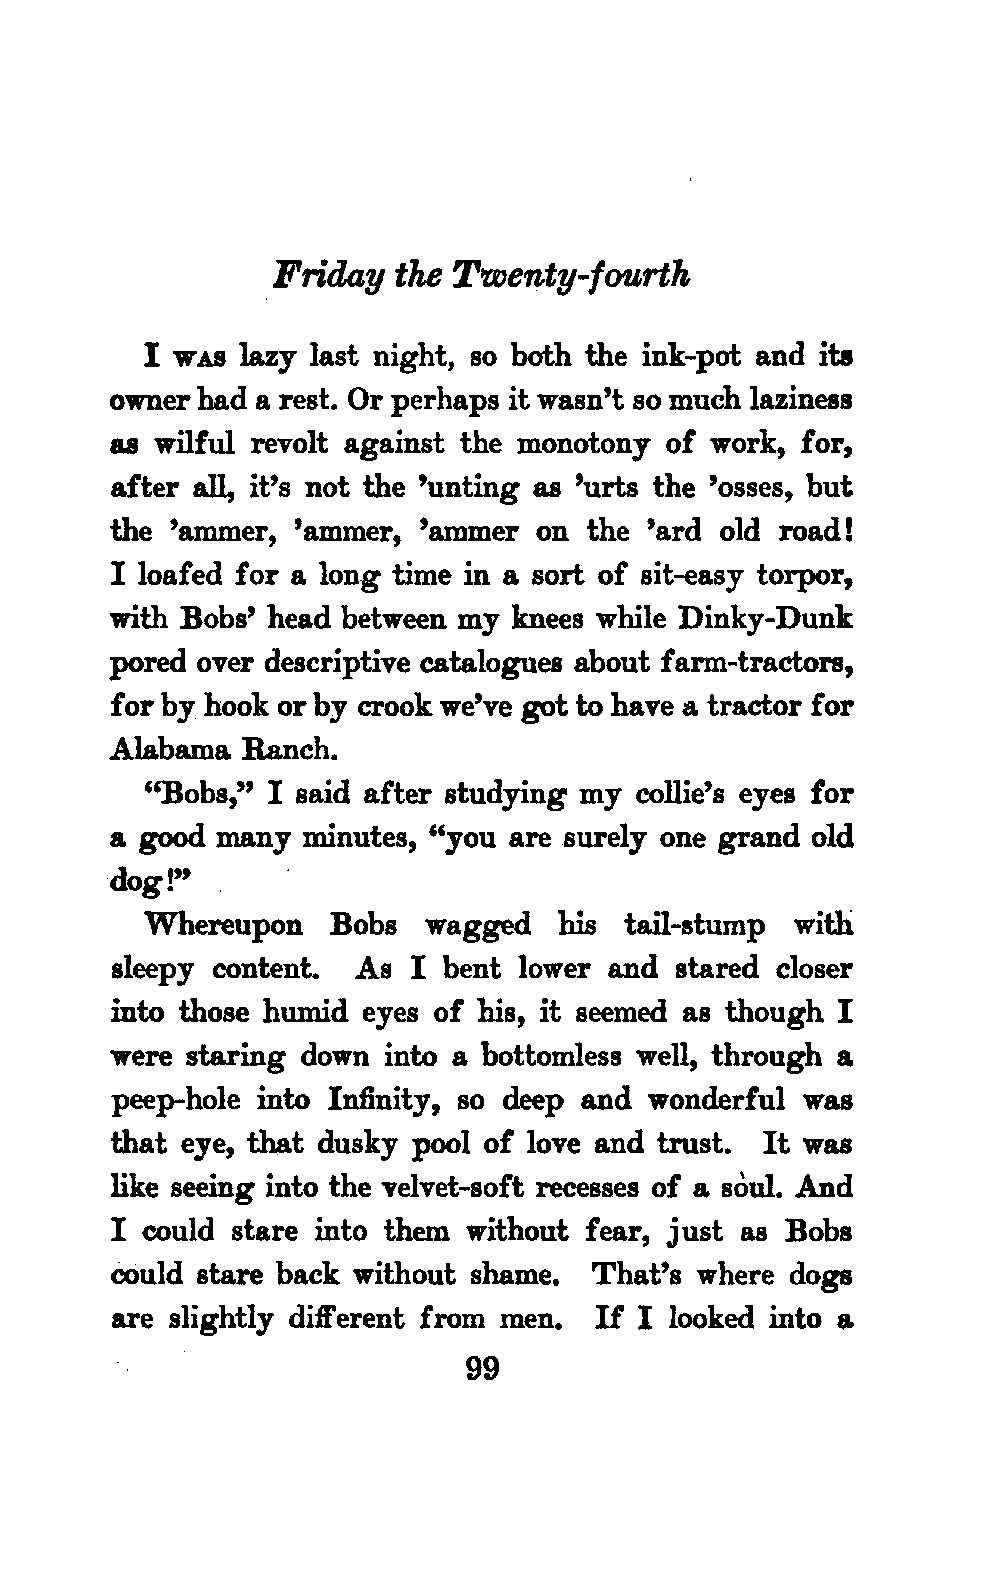 Friday the Twenty-fourth
I was lazy last night, so both the ink-pot and its
owner had a rest. Or perhaps it wasn't so much laziness
as wilful revolt against the monotony of work, for,
after all, it's not the 'unting as 'urts the 'osses, but
the 'ammer, 'ammer, 'ammer on the 'ard old road!
I loafed for a long time in a sort of sit-easy torpor,
with Bobs' head between my knees while Dinky-Dunk
pored over descriptive catalogues about farm-tractors,
for by hook or by crook we've got to have a tractor for
Alabama Ranch.
"Bobs," I said after studying my collie's eyes for
a good many minutes, "you are surely one grand old
dog!"
Whereupon Bobs wagged his tail-stump with
sleepy content. As I bent lower and stared closer
into those humid eyes of his, it seemed as though I
were staring down into a bottomless well, through a
peep-hole into Infinity, so deep and wonderful was
that eye, that dusky pool of love and trust. It was
like seeing into the velvet-soft recesses of a soul. And
I could stare into them without fear, just as Bobs
could stare back without shame. That's where dogs
are slightly different from men. If I looked into a
99